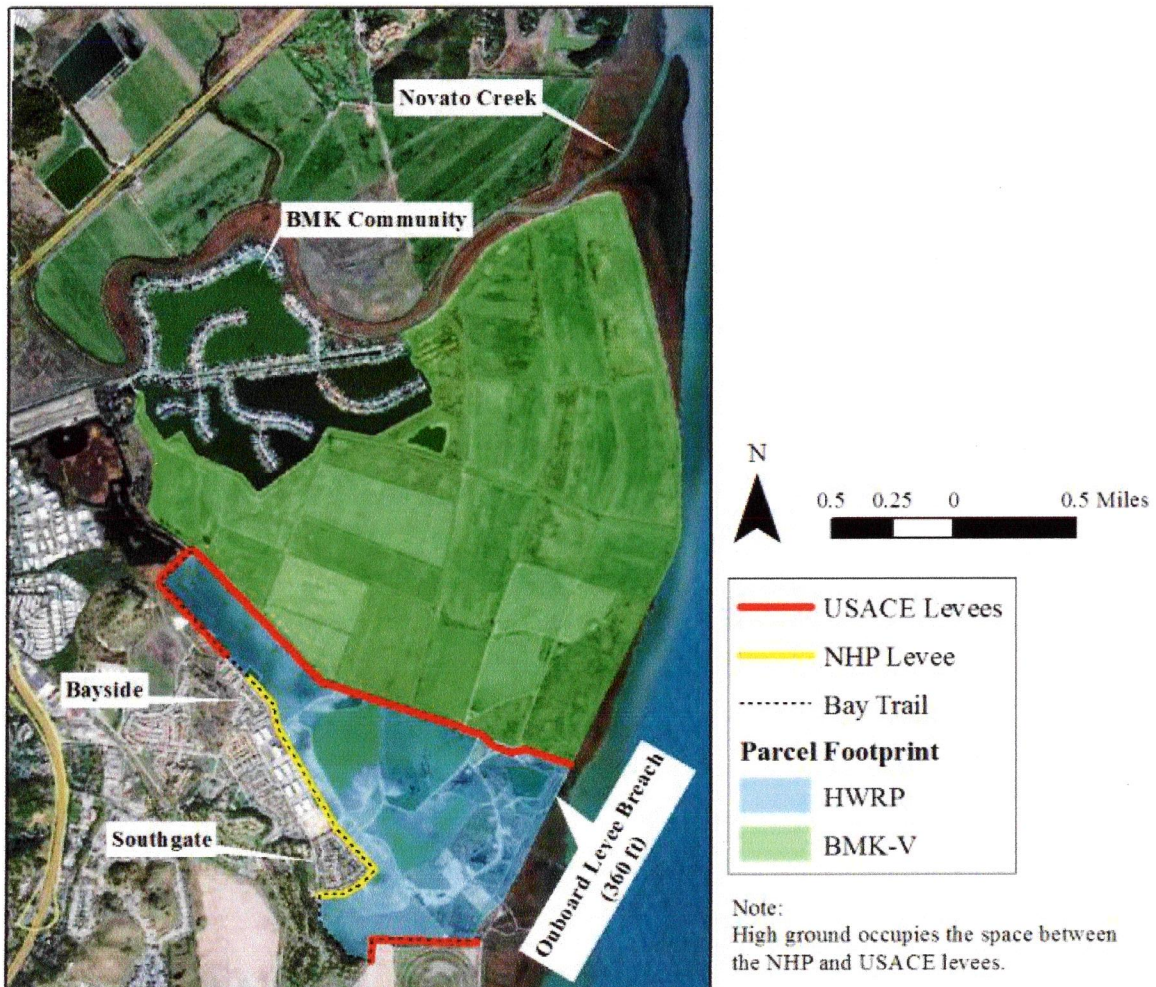 Novato Creek
BMK Community
Bayside
Southgate
Ouboard Levee Breach
(360 ft)
N
0.5 0.25 0 0.5 Miles
USACE Levees
NHP Levee
Bay Trail
Parcel Footprint
HWRP
BMK-V
Note:
High ground occupies the space between
the NHP and USACE levees.